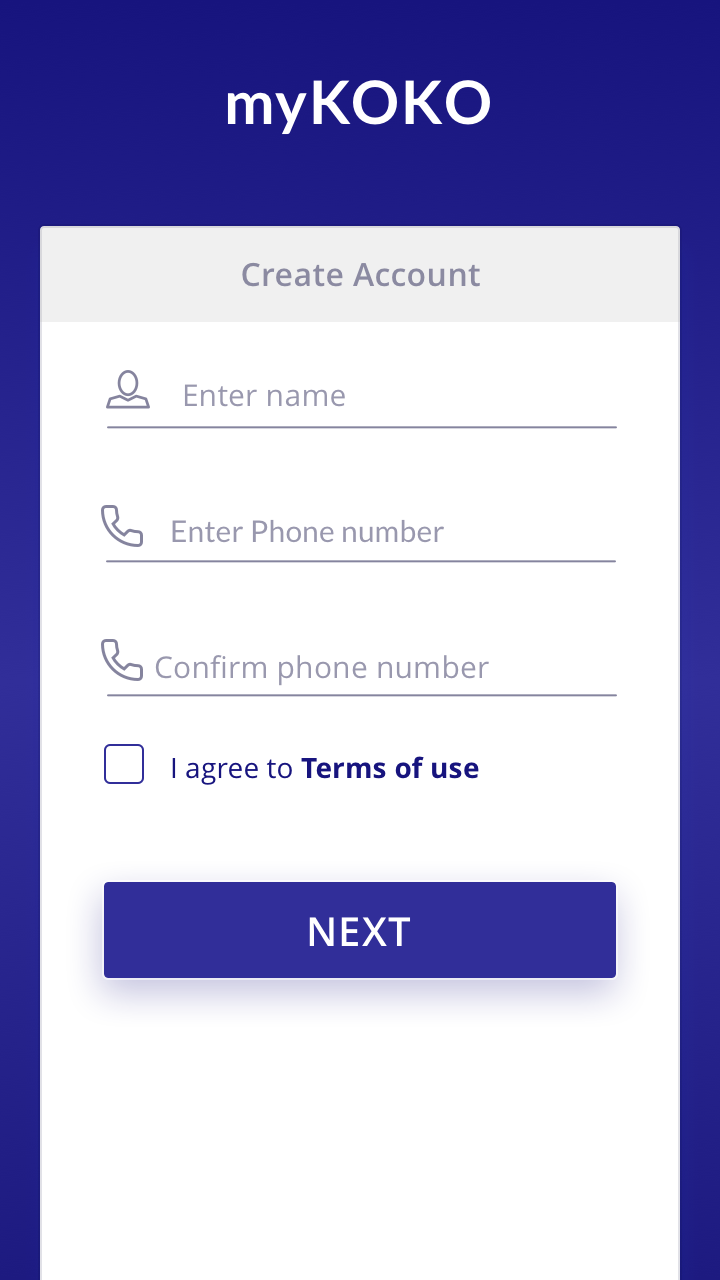 myKOKO
Create Account
Enter name
Enter Phone number
Confirm phone number
I agree to Terms of use
NEXT